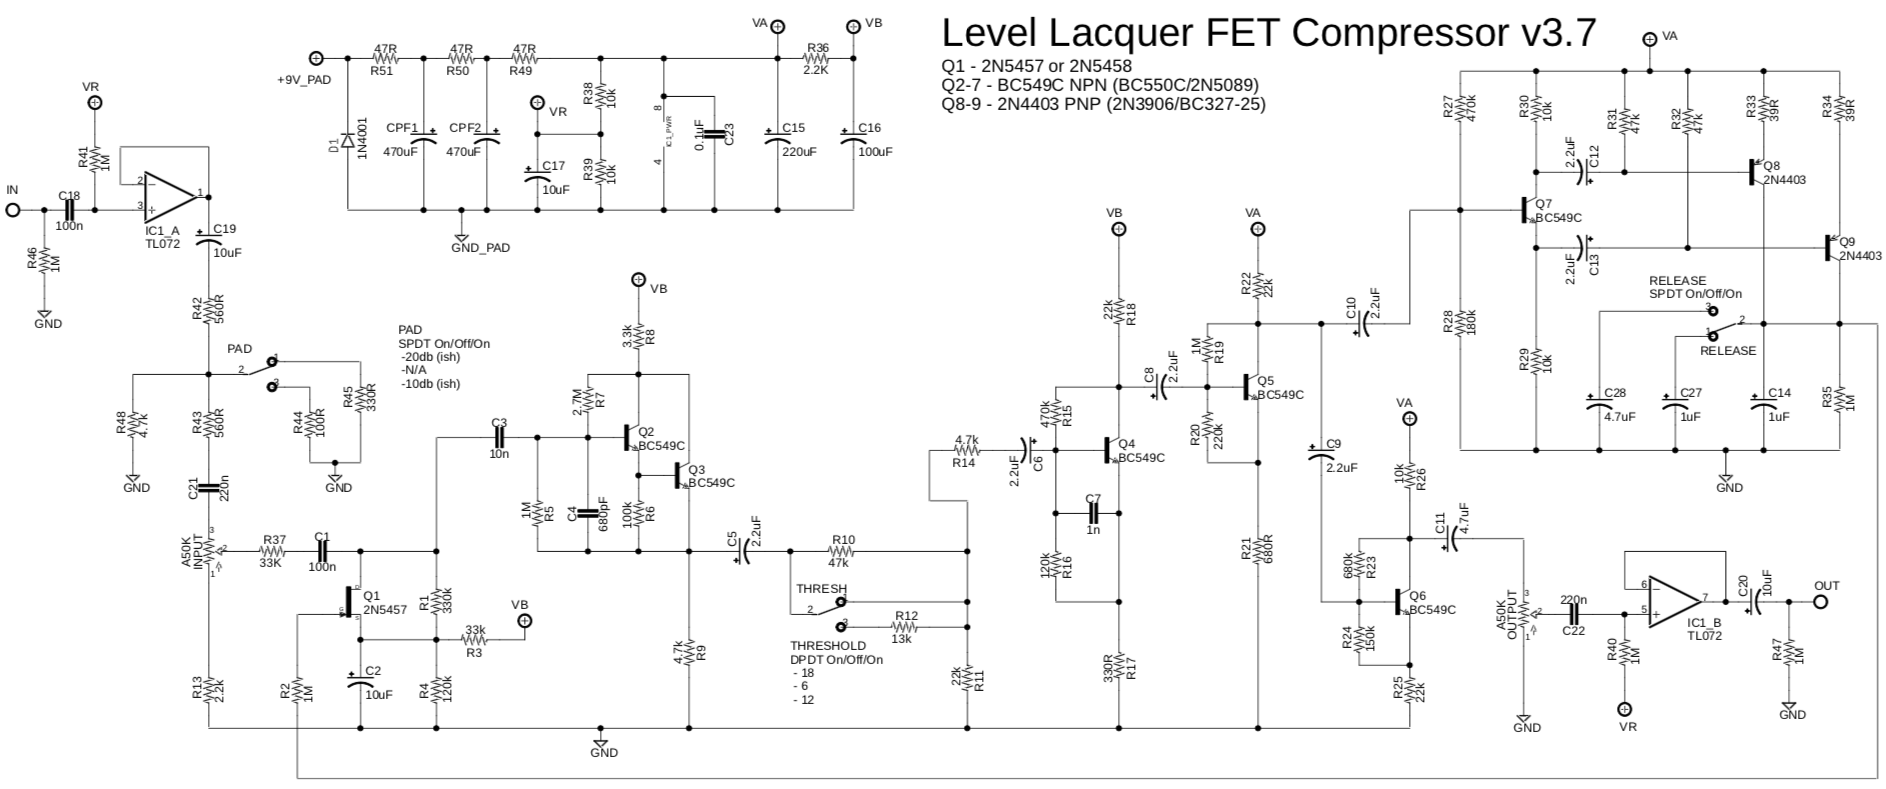 Level Lacquer FET Compressor v3.7
Q1 - 2N5457 or 2N5458
Q2-7 - BC549C NPN (BC550C/2N5089)
Q8-9 - 2N4403 PNP (2N3906/BC327-25)
+9V_PAD
D1
1N4001
47R
R51
47R
R50
47R
R49
CPF1
470uF
CPF2
470uF
VR
C17
10uF
R38
10k
R39
10k
8
IC1_PWR
4
0.1uF
C23
VA
C15
220uF
R36
2.2K
VB
C16
100uF
GND_PAD
IN
R46
1M
GND
C18
100n
VR
R41
1M
2
3
1
IC1_A
TL072
C19
10uF
R42
560R
PAD
2
1
3
R48
4.7k
GND
R43
560R
R44
100R
R45
330R
GND
PAD
SPDT On/Off/On
-20db (ish)
-N/A
-10db (ish)
C21
220n
A50K
INPUT
3
2
1
R37
33K
C1
100n
Q1
2N5457
D
G
S
R13
2.2k
R2
1M
C2
10uF
R1
330k
R4
120k
33k
R3
VB
C3
10n
VB
3.3k
R8
2.7M
R7
Q2
BC549C
Q3
BC549C
1M
R5
C4
680pF
100k
R6
4.7k
R9
GND
C5
2.2uF
R10
47k
THRESH
2
1
3
R12
13k
THRESHOLD
DPDT On/Off/On
- 18
- 6
- 12
22k
R11
4.7k
R14
2.2uF
C6
470k
R15
120k
R16
C7
1n
VB
22k
R18
Q4
BC549C
330R
R17
C8
2.2uF
VA
R22
22k
1M
R19
R20
220k
Q5
BC549C
R21
680R
C10
2.2uF
C9
2.2uF
VA
10k
R26
680k
R23
R24
150k
Q6
BC549C
R25
22k
C11
4.7uF
A50K
OUTPUT
3
2
1
GND
220n
C22
R40
1M
VR
6
5
7
IC1_B
TL072
C20
10uF
OUT
R47
1M
GND
VA
R27
470k
R28
180k
R30
10k
Q7
BC549C
R29
10k
2.2uF
C12
2.2uF
C13
R31
47k
R32
47k
R33
39R
R34
39R
Q8
2N4403
Q9
2N4403
RELEASE
SPDT On/Off/On
3
2
1
RELEASE
C28
4.7uF
C27
1uF
C14
1uF
R35
1M
GND